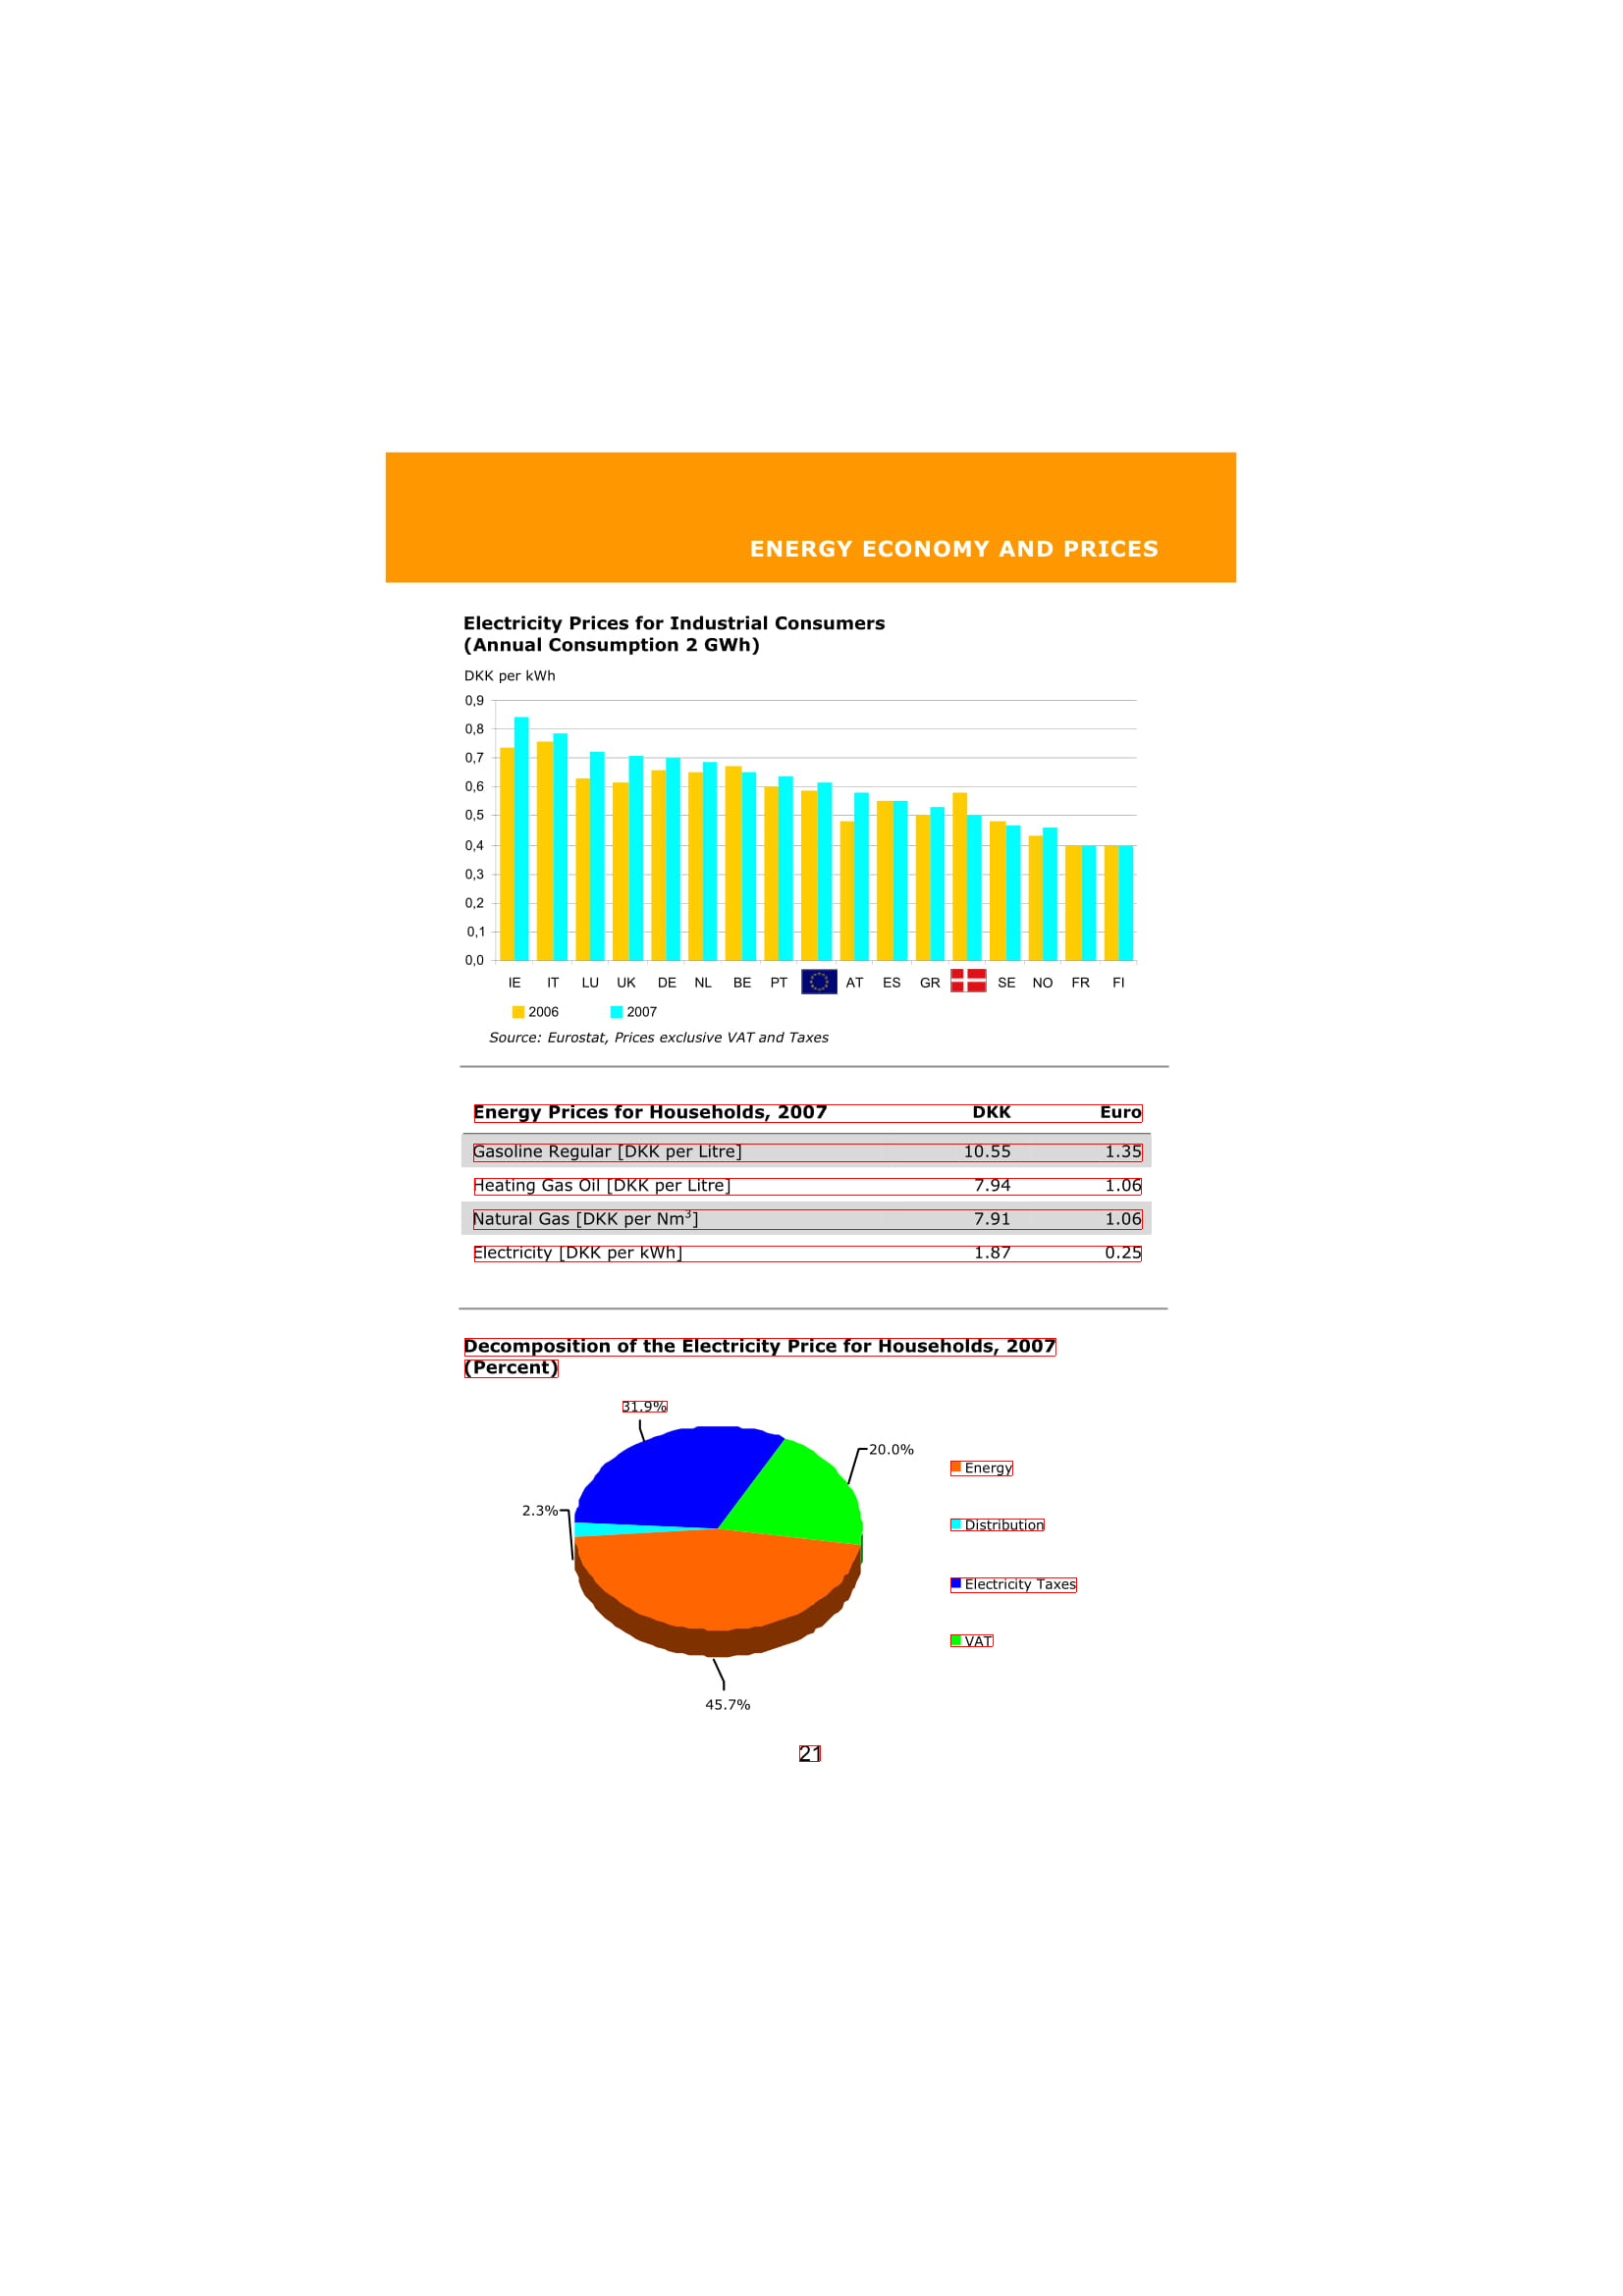 ENERGY ECONOMY AND PRICES
Electricity Prices for Industrial Consumers
(Annual Consumption 2 GWh)
DKK per kWh
0,9
0,8
0,7
0,6
0,5
0,4
0,3
0,2
0,1
0,0
IE IT LU UK DE NL BE PT AT ES GR SE NO FR FI
2006 2007
Source: Eurostat, Prices exclusive VAT and Taxes
Energy Prices for Households, 2007 DKK Euro
Gasoline Regular [DKK per Litre] 10.55 1.35
Heating Gas Oil [DKK per Litre] 7.94 1.06
Natural Gas [DKK per Nm³] 7.91 1.06
Electricity [DKK per kWh] 1.87 0.25
Decomposition of the Electricity Price for Households, 2007
(Percent)
31.9%
20.0%
Energy
2.3%
Distribution
Electricity Taxes
VAT
45.7%
21